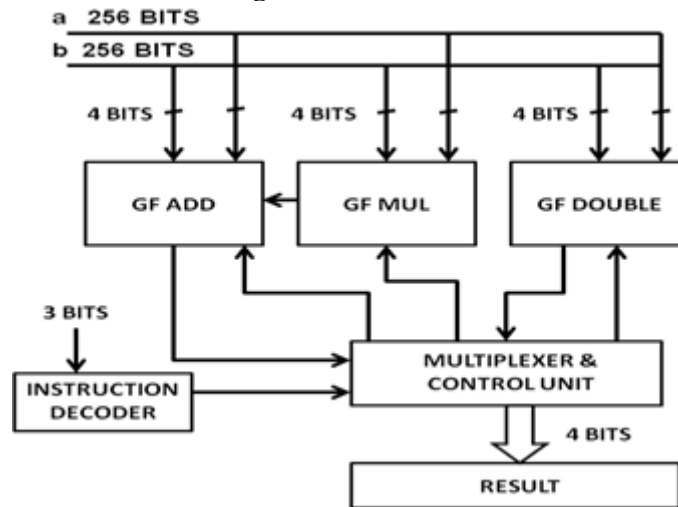 a 256 BITS
b 256 BITS
4 BITS
4 BITS
4 BITS
GF ADD
GF MUL
GF DOUBLE
3 BITS
INSTRUCTION
DECODER
MULTIPLEXER &
CONTROL UNIT
4 BITS
RESULT